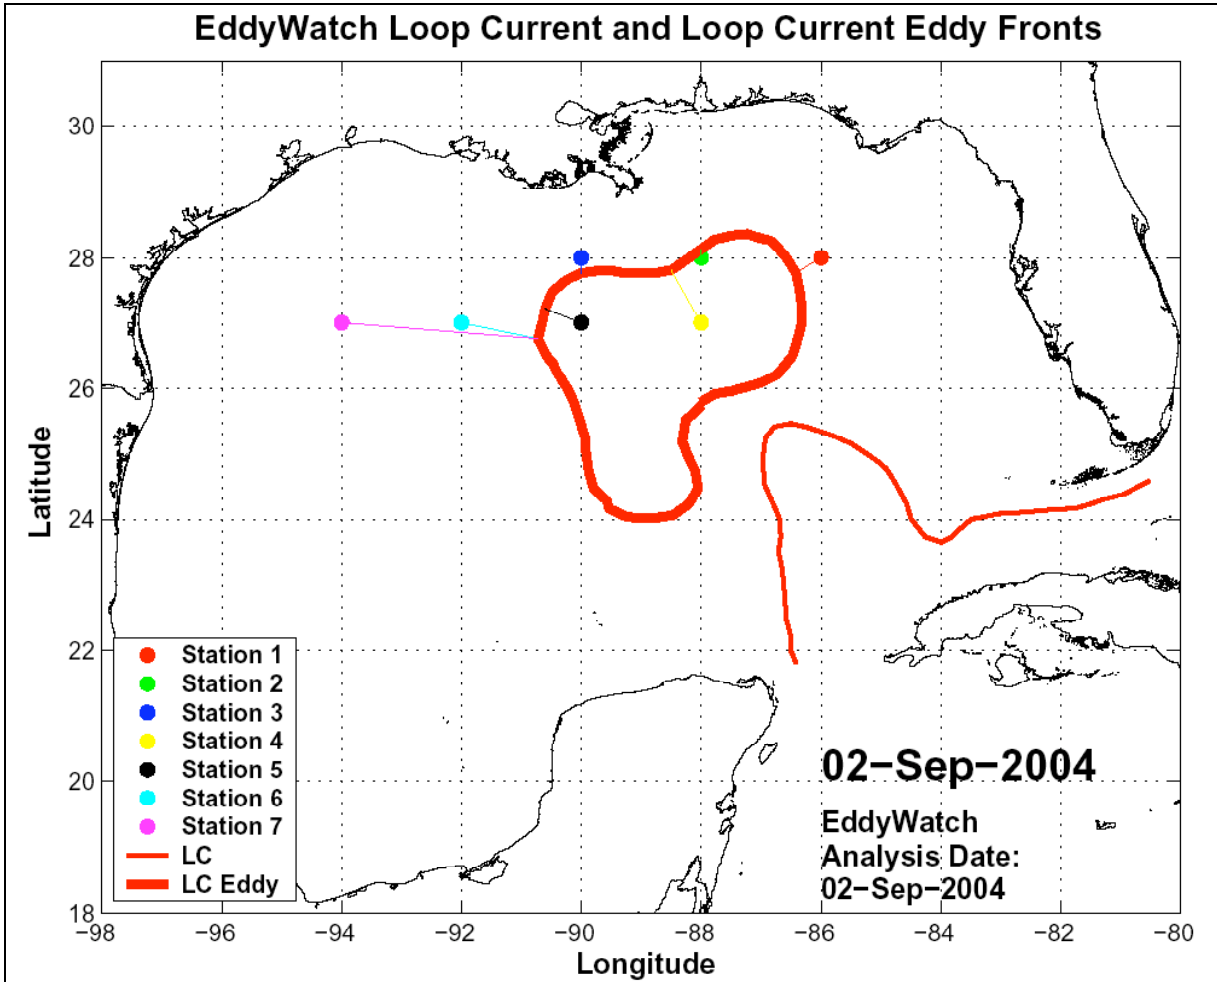 EddyWatch Loop Current and Loop Current Eddy Fronts
30
28
26
24
22
20
18
Latitude
Station 1
Station 2
Station 3
Station 4
Station 5
Station 6
Station 7
LC
LC Eddy
02−Sep−2004
EddyWatch
Analysis Date:
02−Sep−2004
−98 −96 −94 −92 −90 −88 −86 −84 −82 −80
Longitude